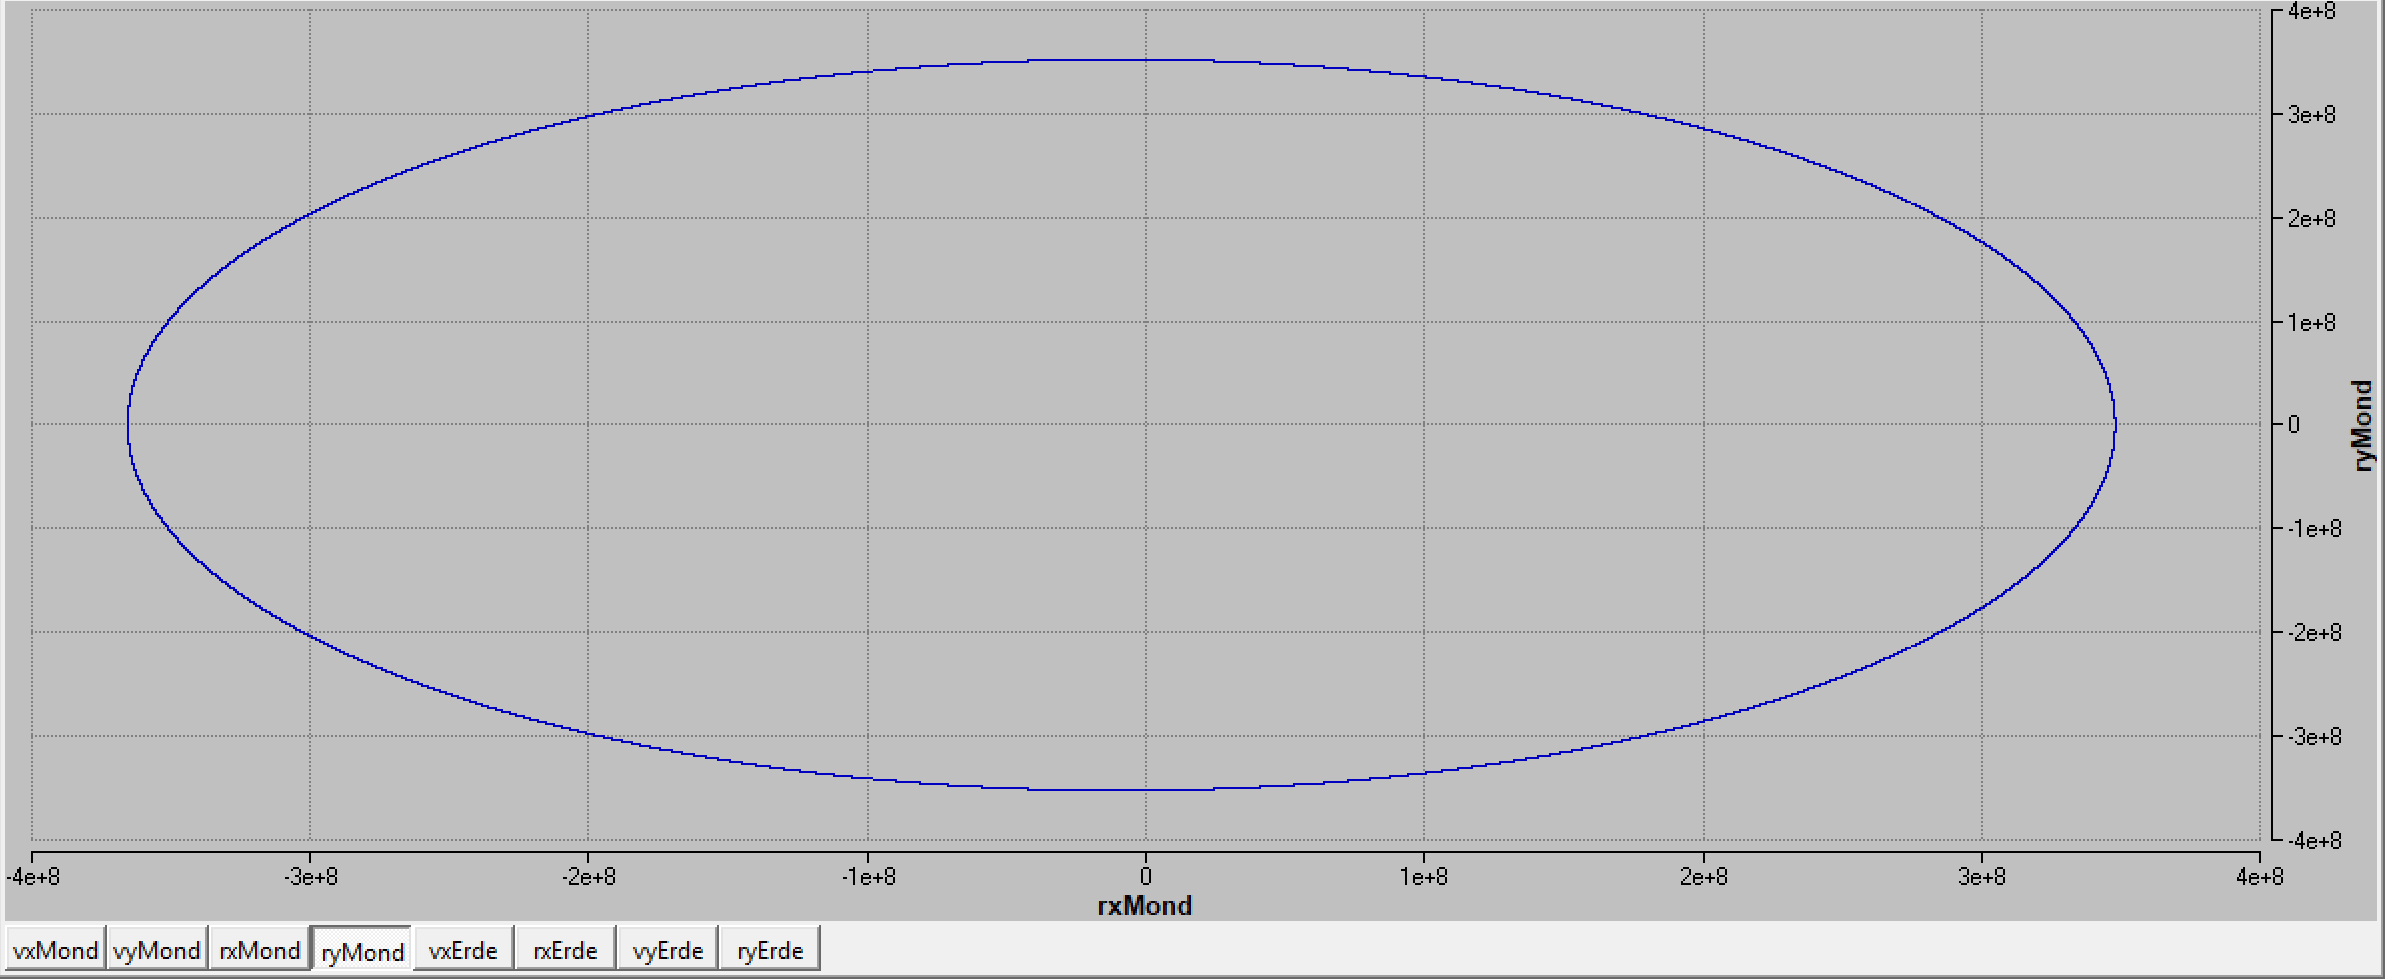 4e+8
3e+8
2e+8
1e+8
0
-1e+8
-2e+8
-3e+8
-4e+8
ryMond
-4e+8 -3e+8 -2e+8 -1e+8 0 1e+8 2e+8 3e+8 4e+8
rxMond
vxMond vyMond rxMond ryMond vxErde rxErde vyErde ryErde